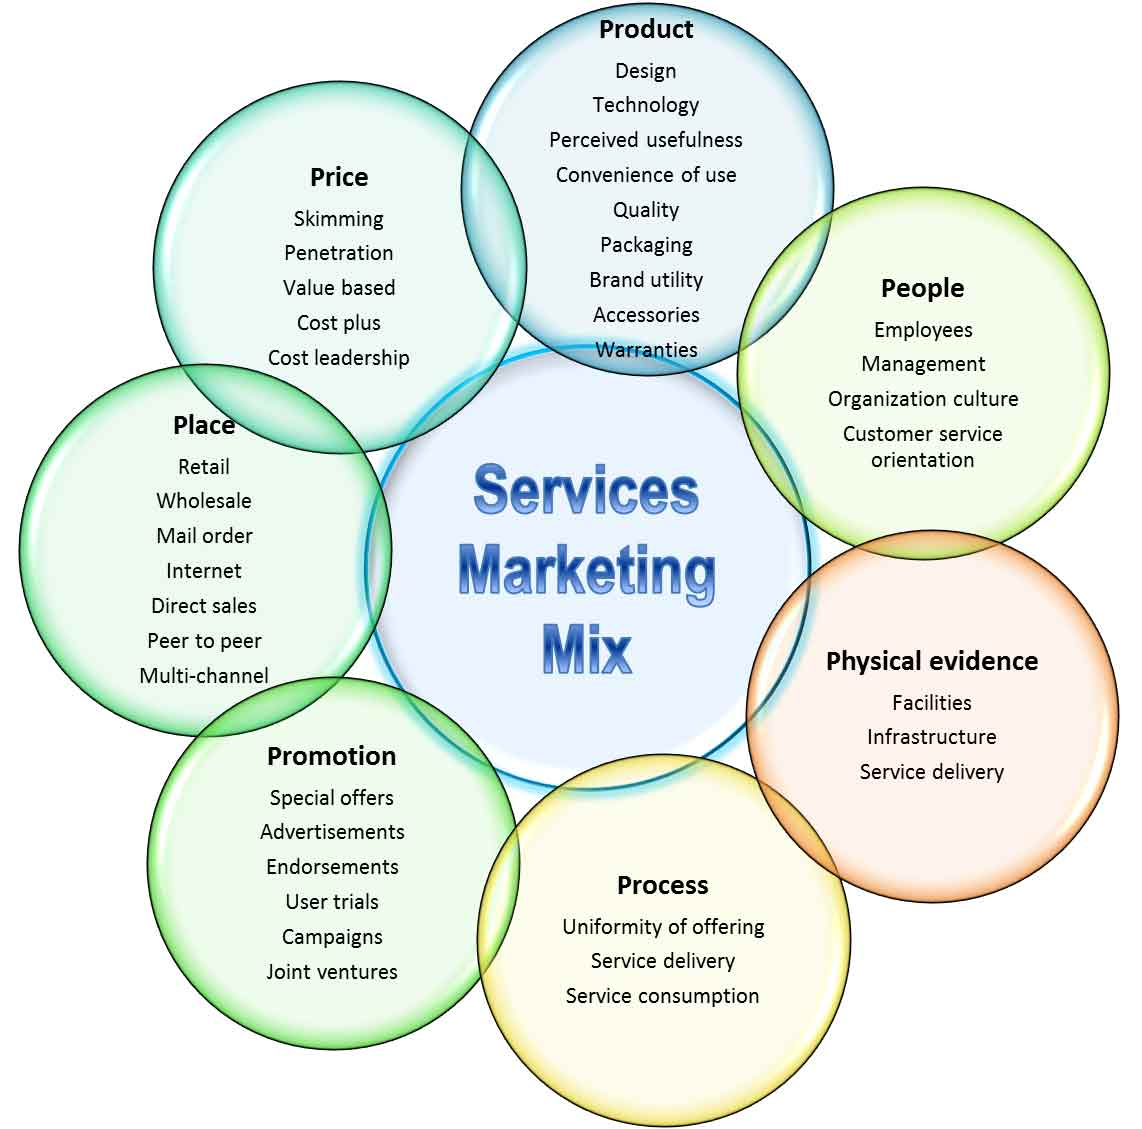 Product
Design
Technology
Perceived usefulness
Convenience of use
Quality
Packaging
Brand utility
Accessories
Warranties
People
Employees
Management
Organization culture
Customer service
orientation
Physical evidence
Facilities
Infrastructure
Service delivery
Process
Uniformity of offering
Service delivery
Service consumption
Promotion
Special offers
Advertisements
Endorsements
User trials
Campaigns
Joint ventures
Place
Retail
Wholesale
Mail order
Internet
Direct sales
Peer to peer
Multi-channel
Price
Skimming
Penetration
Value based
Cost plus
Cost leadership
Services
Marketing
Mix